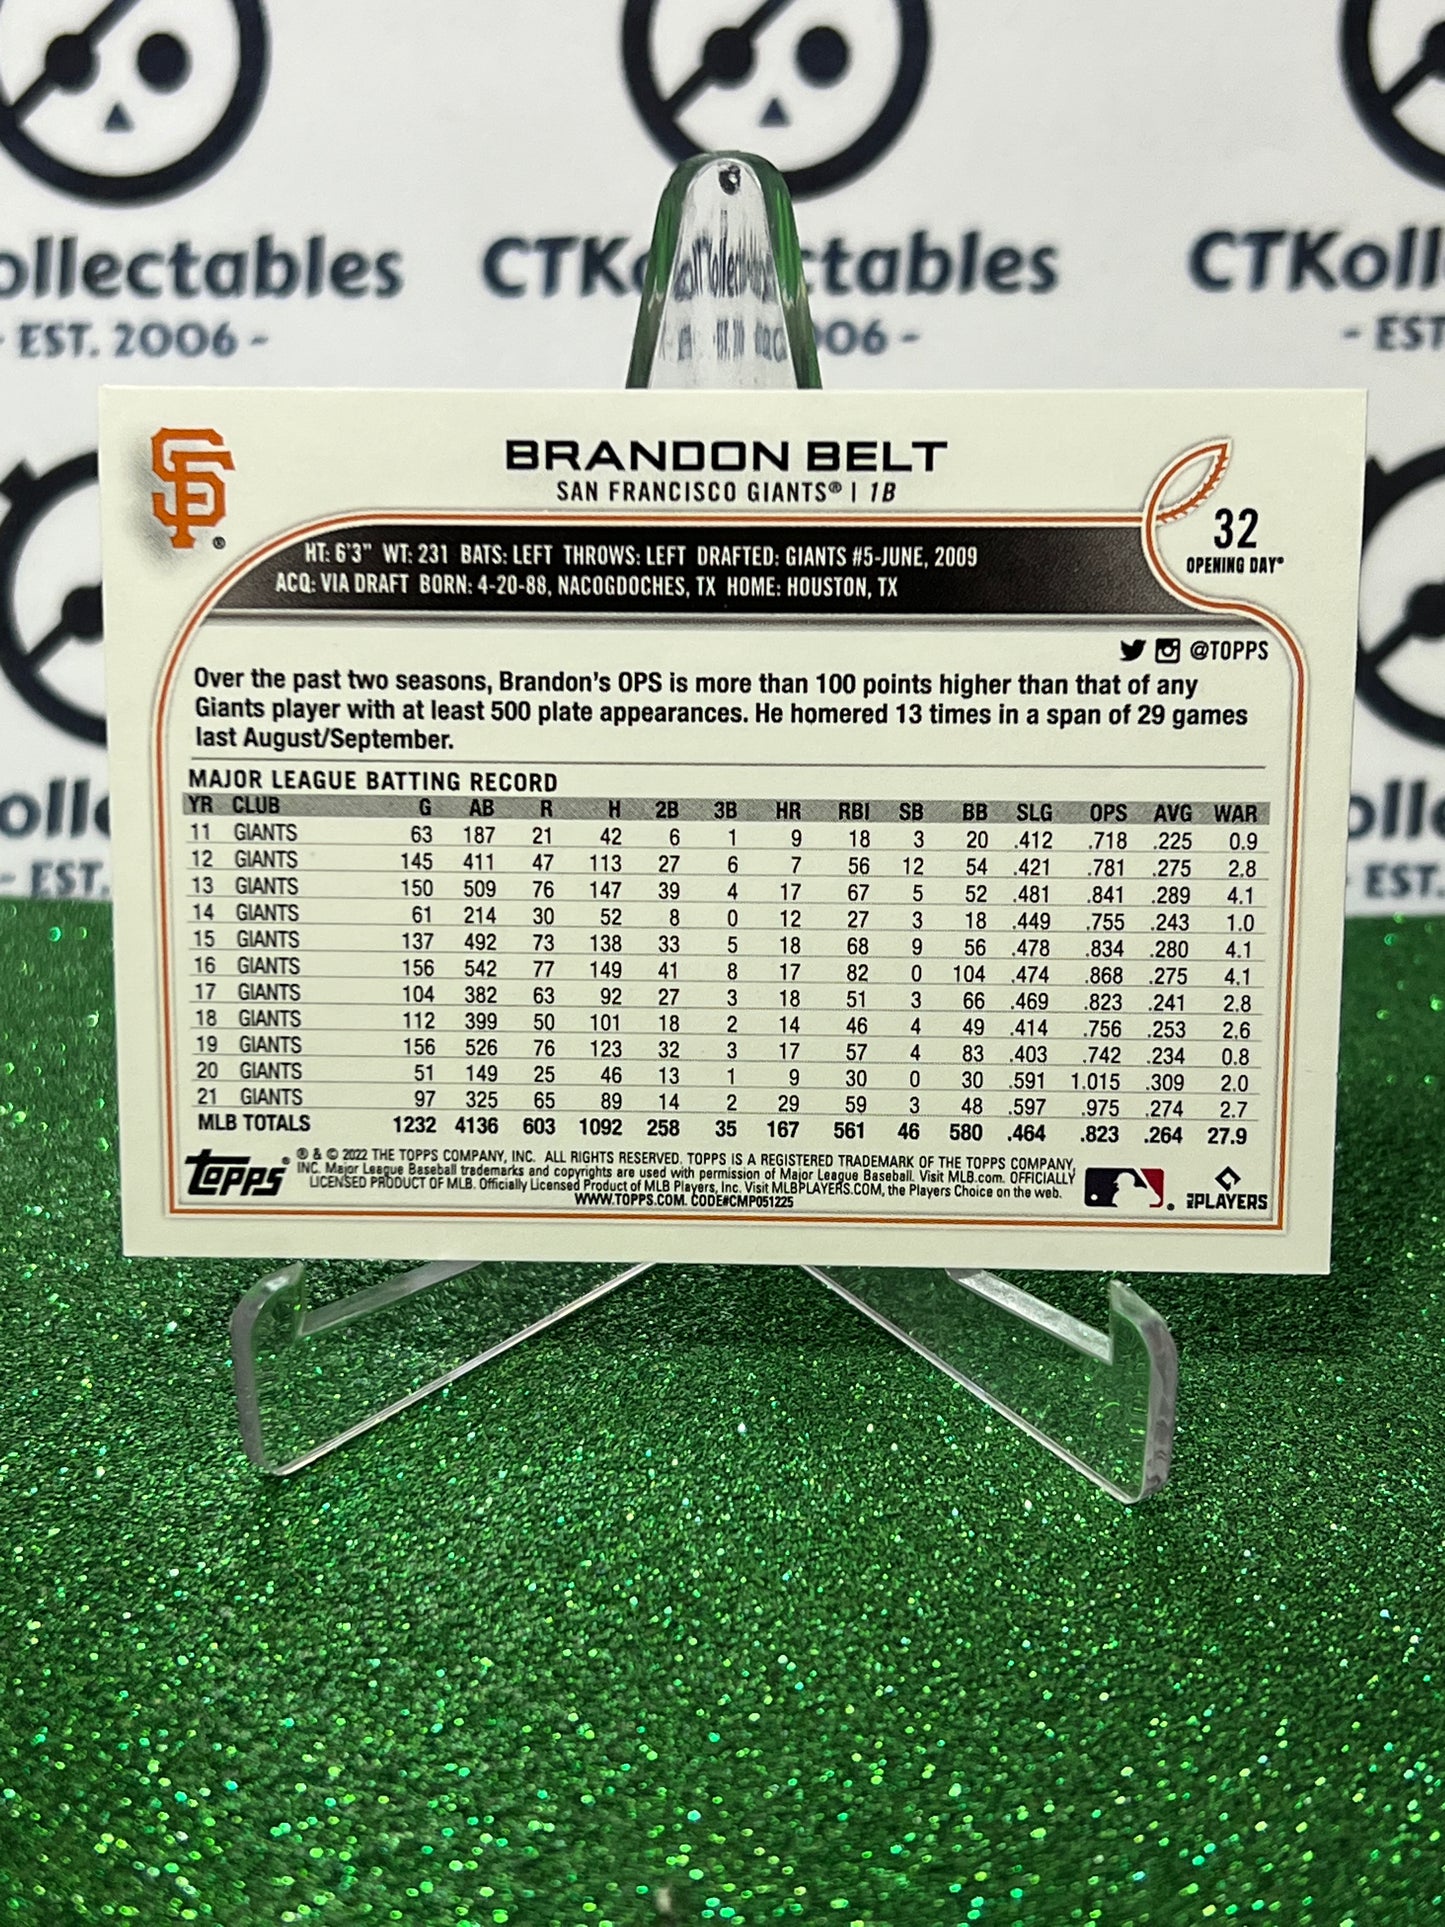 ollectables CTK ctables CTKoll
- EST. 2006 - 006 - - EST
BRANDON BELT
SAN FRANCISCO GIANTS® | 1B
32
OPENING DAY®
HT: 6'3" WT: 231 BATS: LEFT THROWS: LEFT DRAFTED: GIANTS #5-JUNE, 2009
ACQ: VIA DRAFT BORN: 4-20-88, NACOGDOCHES, TX HOME: HOUSTON, TX
@TOPPS
Over the past two seasons, Brandon's OPS is more than 100 points higher than that of any
Giants player with at least 500 plate appearances. He homered 13 times in a span of 29 games
last August/September.
MAJOR LEAGUE BATTING RECORD
YR CLUB G AB R H 2B 3B HR RBI SB BB SLG OPS AVG WAR
11 GIANTS 63 187 21 42 6 1 9 18 3 20 .412 .718 .225 0.9
12 GIANTS 145 411 47 113 27 6 7 56 12 54 .421 .781 .275 2.8
13 GIANTS 150 509 76 147 39 4 17 67 5 52 .481 .841 .289 4.1
14 GIANTS 61 214 30 52 8 0 12 27 3 18 .449 .755 .243 1.0
15 GIANTS 137 492 73 138 33 5 18 68 9 56 .478 .834 .280 4.1
16 GIANTS 156 542 77 149 41 8 17 82 0 104 .474 .868 .275 4.1
17 GIANTS 104 382 63 92 27 3 18 51 3 66 .469 .823 .241 2.8
18 GIANTS 112 399 50 101 18 2 14 46 4 49 .414 .756 .253 2.6
19 GIANTS 156 526 76 123 32 3 17 57 4 83 .403 .742 .234 0.8
20 GIANTS 51 149 25 46 13 1 9 30 0 30 .591 1.015 .309 2.0
21 GIANTS 97 325 65 89 14 2 29 59 3 48 .597 .975 .274 2.7
MLB TOTALS 1232 4136 603 1092 258 35 167 561 46 580 .464 .823 .264 27.9
TOPPS®
® & © 2022 THE TOPPS COMPANY, INC. ALL RIGHTS RESERVED. TOPPS IS A REGISTERED TRADEMARK OF THE TOPPS COMPANY,
INC. Major League Baseball trademarks and copyrights are used with permission of Major League Baseball. Visit MLB.com. OFFICIALLY
LICENSED PRODUCT OF MLB. Officially Licensed Product of MLB Players, Inc. Visit MLBPLAYERS.COM, the Players Choice on the web.
WWW.TOPPS.COM. CODE#CMP051225
MLB PLAYERS